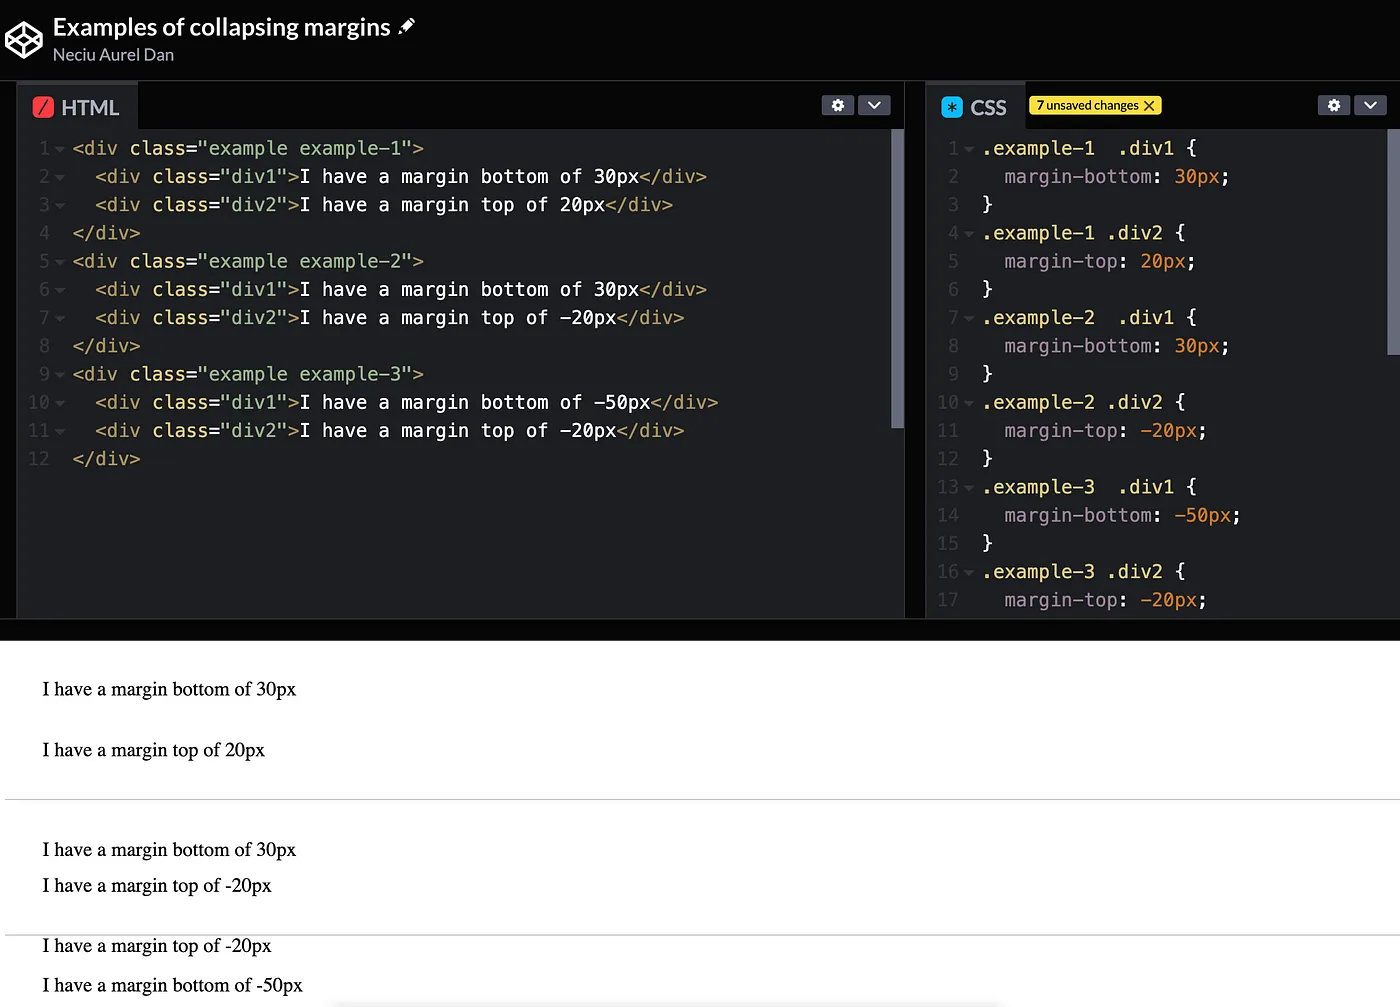 Examples of collapsing margins
Neciu Aurel Dan
HTML
1 <div class="example example-1">
2 <div class="div1">I have a margin bottom of 30px</div>
3 <div class="div2">I have a margin top of 20px</div>
4 </div>
5 <div class="example example-2">
6 <div class="div1">I have a margin bottom of 30px</div>
7 <div class="div2">I have a margin top of -20px</div>
8 </div>
9 <div class="example example-3">
10 <div class="div1">I have a margin bottom of -50px</div>
11 <div class="div2">I have a margin top of -20px</div>
12 </div>
CSS 7 unsaved changes X
1 .example-1  .div1 {
2 margin-bottom: 30px;
3 }
4 .example-1 .div2 {
5 margin-top: 20px;
6 }
7 .example-2  .div1 {
8 margin-bottom: 30px;
9 }
10 .example-2 .div2 {
11 margin-top: -20px;
12 }
13 .example-3  .div1 {
14 margin-bottom: -50px;
15 }
16 .example-3 .div2 {
17 margin-top: -20px;
I have a margin bottom of 30px
I have a margin top of 20px
I have a margin bottom of 30px
I have a margin top of -20px
I have a margin top of -20px
I have a margin bottom of -50px